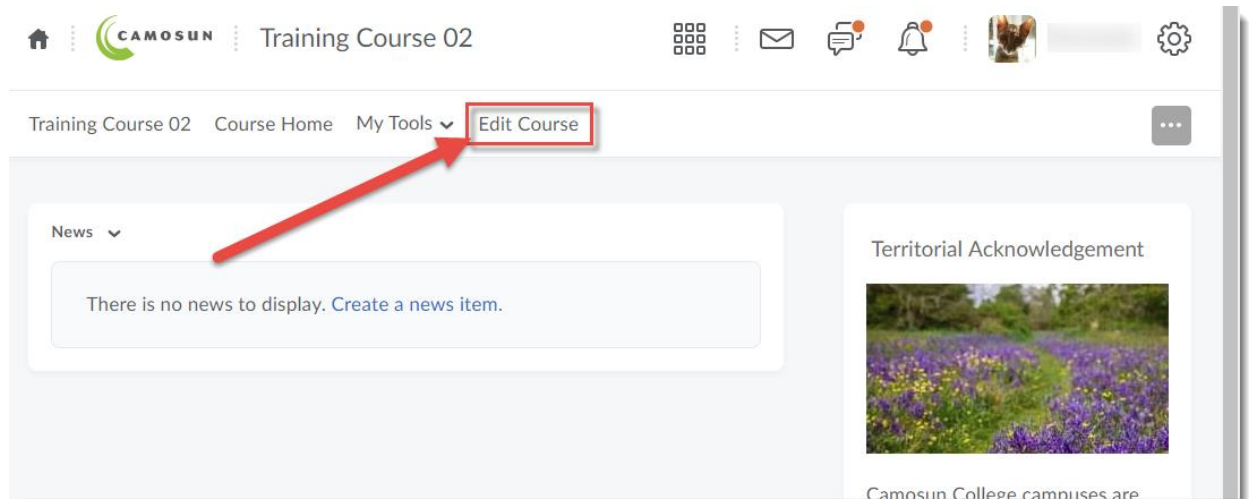 CAMOSUN Training Course 02
Training Course 02 Course Home My Tools Edit Course
News
There is no news to display. Create a news item.
Territorial Acknowledgement
Camosun College campuses are